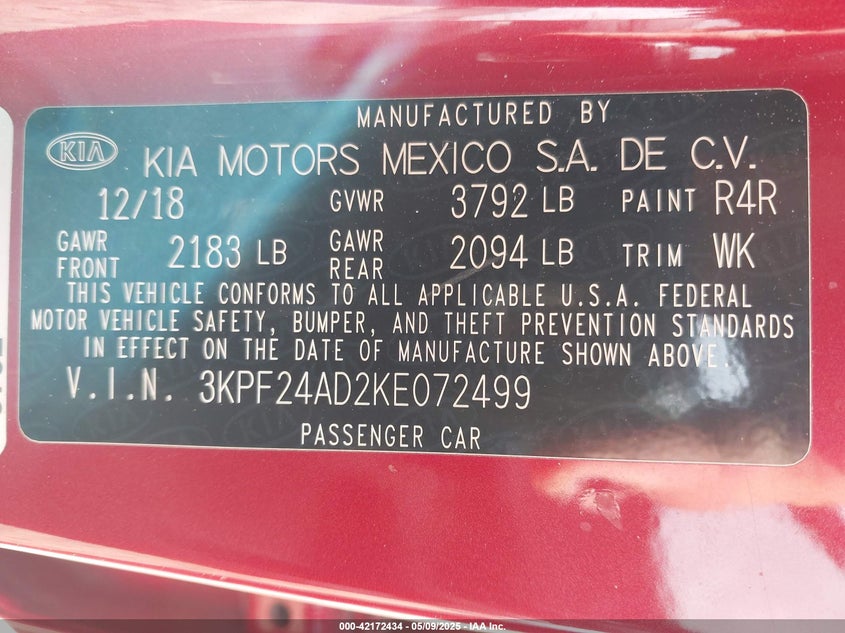 MANUFACTURED BY
KIA KIA MOTORS MEXICO S.A. DE C.V.
12/18 GVWR 3792 LB PAINT R4R
GAWR FRONT 2183 LB GAWR REAR 2094 LB TRIM WK
THIS VEHICLE CONFORMS TO ALL APPLICABLE U.S.A. FEDERAL
MOTOR VEHICLE SAFETY, BUMPER, AND THEFT PREVENTION STANDARDS
IN EFFECT ON THE DATE OF MANUFACTURE SHOWN ABOVE.
V.I.N. 3KPF24AD2KE072499
PASSENGER CAR
000-42172434 - 05/09/2025 - IAA Inc.